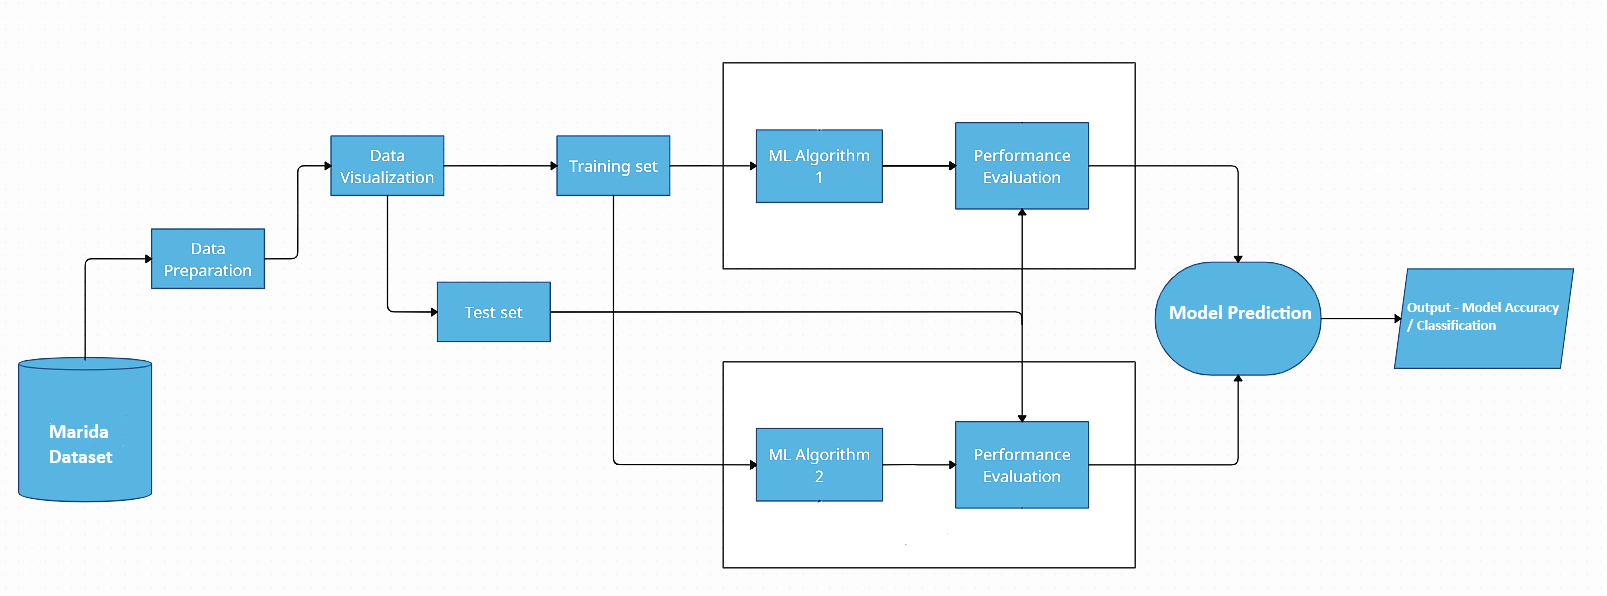 Marida
Dataset
Data
Preparation
Data
Visualization
Test set
Training set
ML Algorithm
1
Performance
Evaluation
ML Algorithm
2
Performance
Evaluation
Model Prediction
Output - Model Accuracy
/ Classification